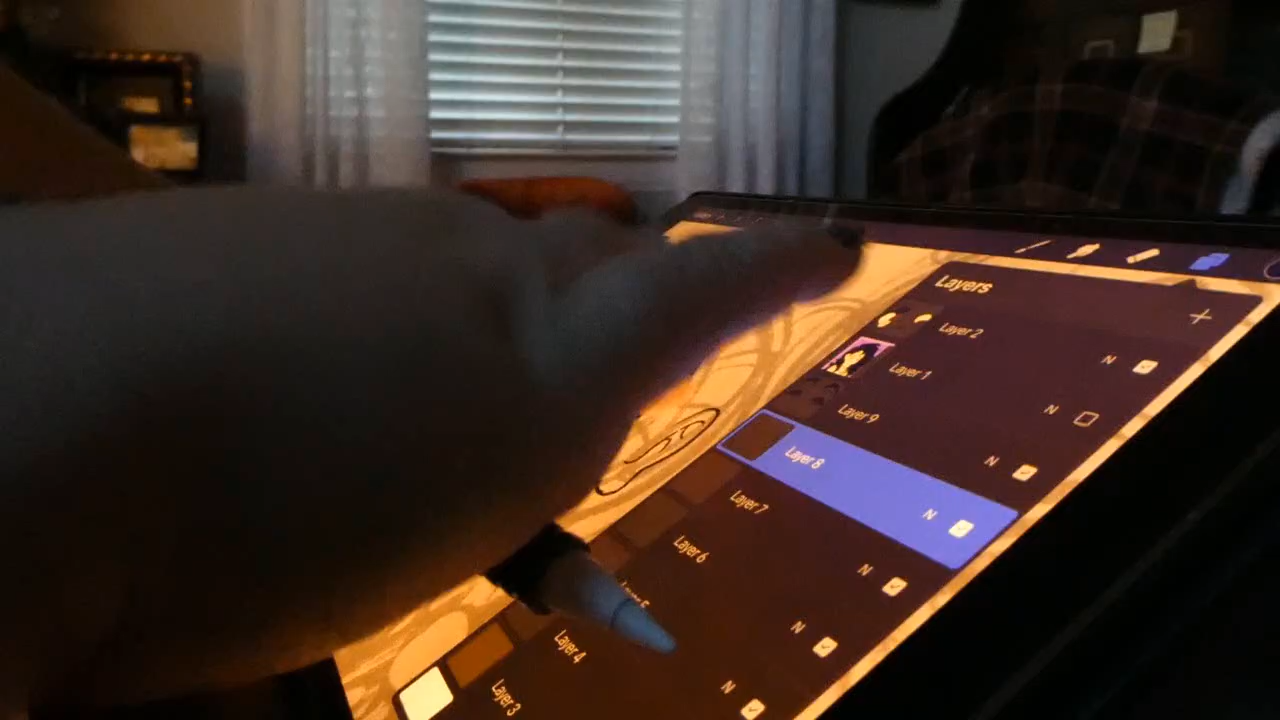 Layers
Layer 2
N
Layer 1
N
Layer 9
N
Layer 8
N
Layer 7
N
Layer 6
N
Layer 4
N
Layer 3